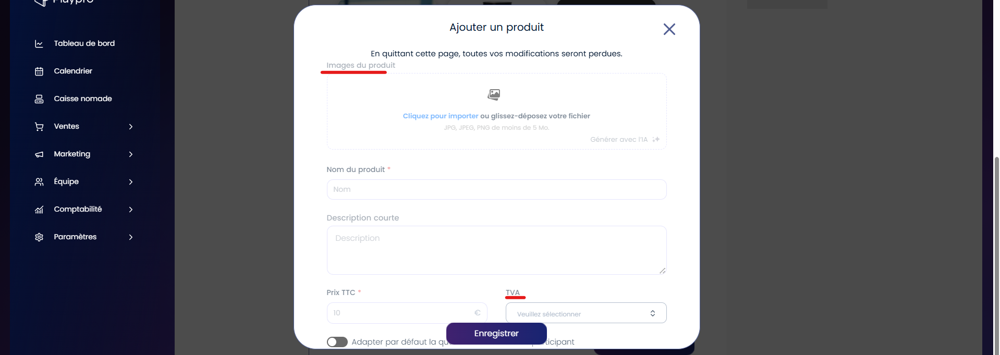 Playpro
Tableau de bord
Calendrier
Caisse nomade
Ventes
Marketing
Équipe
Comptabilité
Paramètres
Ajouter un produit
En quittant cette page, toutes vos modifications seront perdues.
Images du produit
Cliquez pour importer ou glissez-déposez votre fichier
JPG, JPEG, PNG de moins de 5 Mo.
Générer avec l'IA
Nom du produit *
Nom
Description courte
Description
Prix TTC *
TVA
10 €
Veuillez sélectionner
Enregistrer
Adapter par défaut la